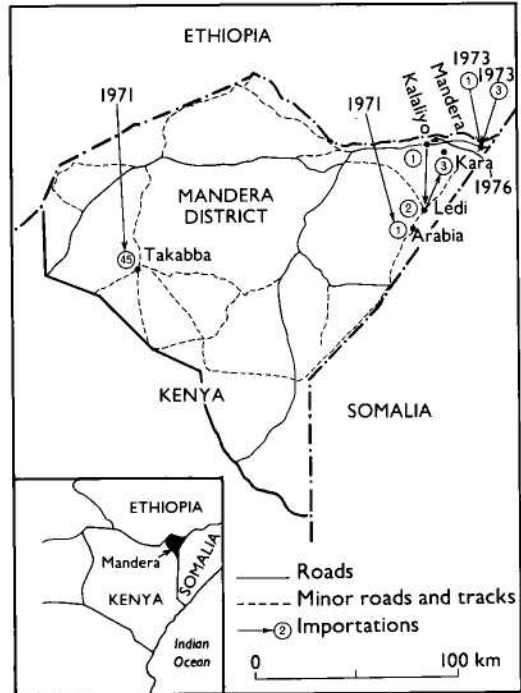 ETHIOPIA
1973
1973
1
3
Mandera
Kalaliyo
1971
1971
1
3
Kara
1976
MANDERA
DISTRICT
2
Ledi
1
Arabia
45
Takabba
KENYA
SOMALIA
ETHIOPIA
Mandera
SOMALIA
KENYA
Indian
Ocean
Roads
Minor roads and tracks
2 Importations
0 100 km